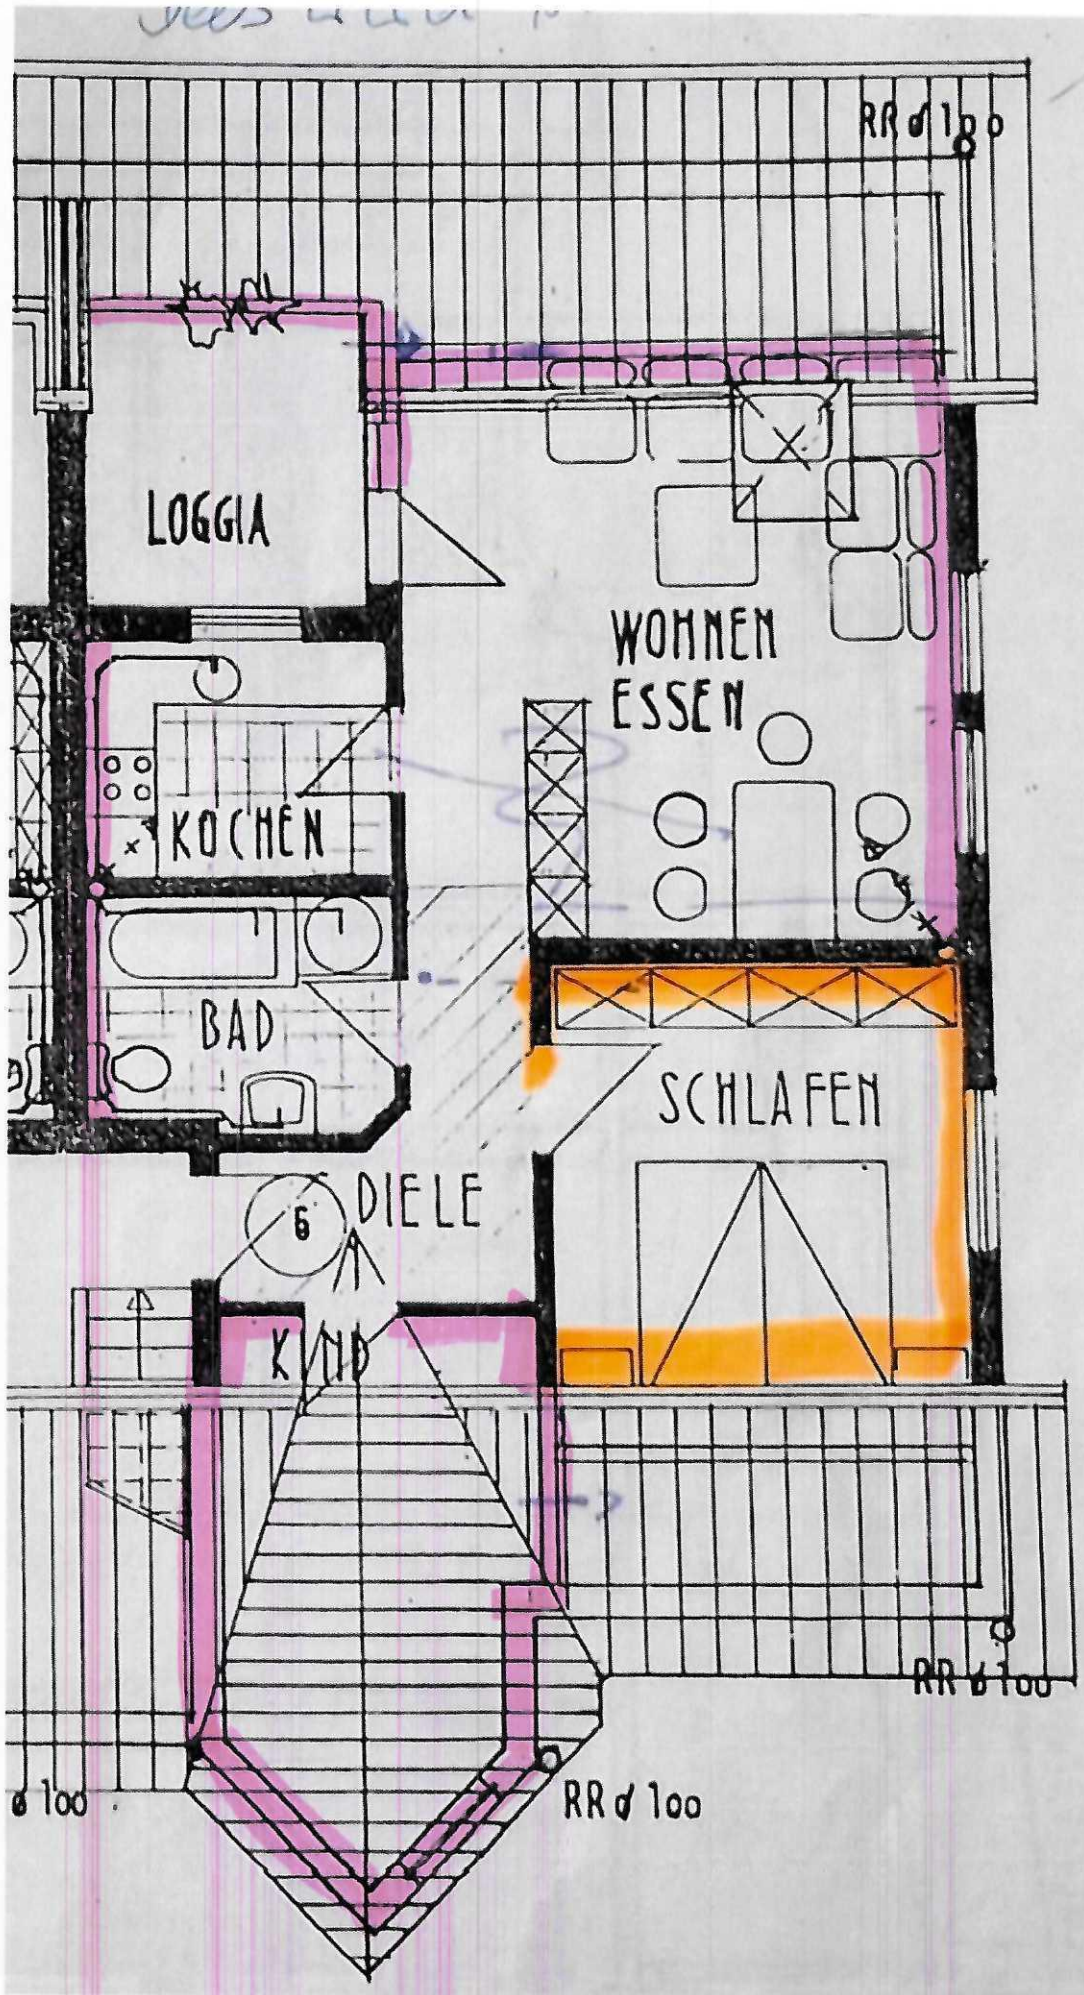 RR ø 100
LOGGIA
WOHNEN
ESSEN
KOCHEN
BAD
SCHLAFEN
DIELE
6
KIND
RR ø 100
ø 100
RR ø 100